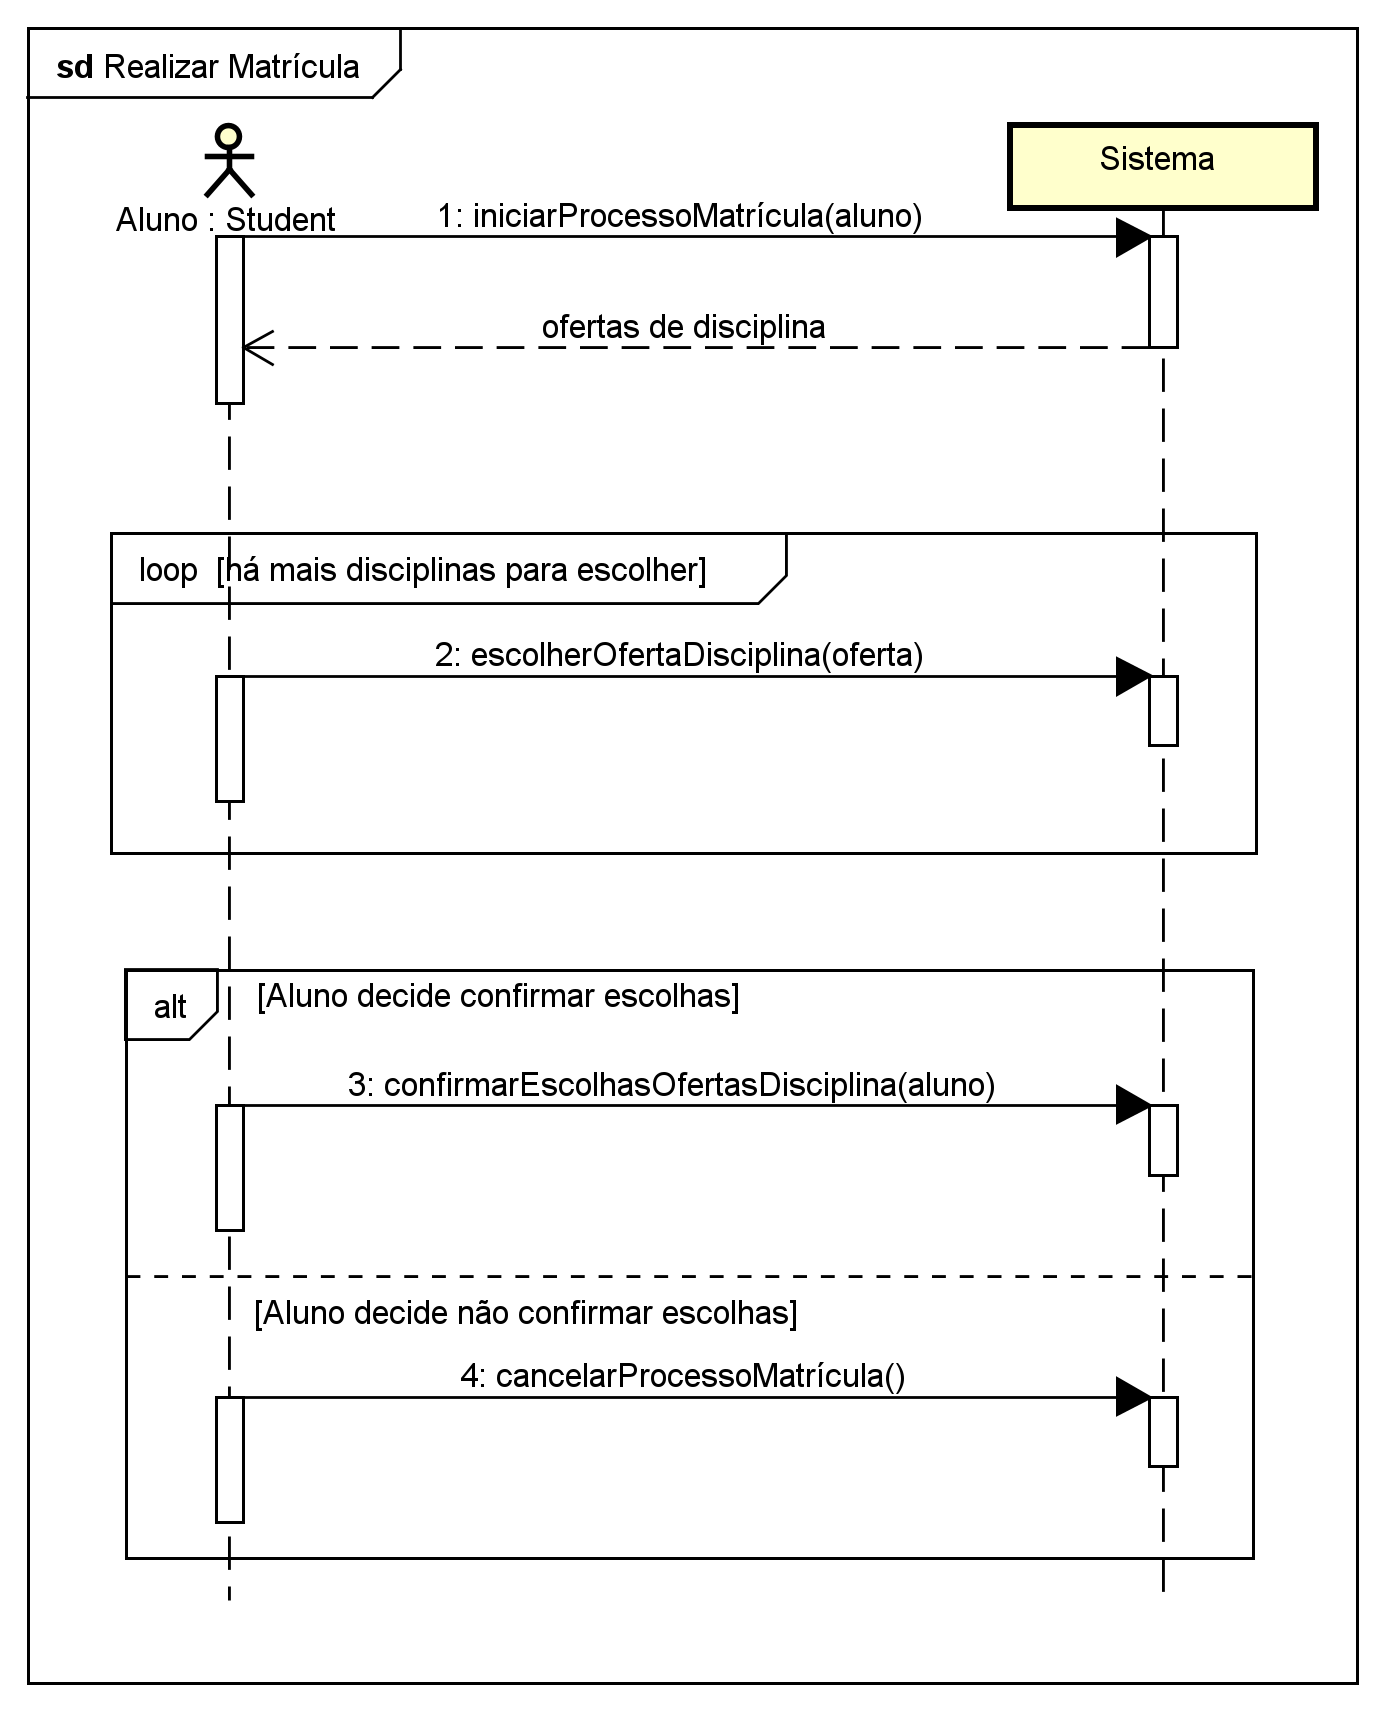 sd Realizar Matrícula
Sistema
Aluno : Student
1: iniciarProcessoMatrícula(aluno)
ofertas de disciplina
loop [há mais disciplinas para escolher]
2: escolherOfertaDisciplina(oferta)
alt
[Aluno decide confirmar escolhas]
3: confirmarEscolhasOfertasDisciplina(aluno)
[Aluno decide não confirmar escolhas]
4: cancelarProcessoMatrícula()